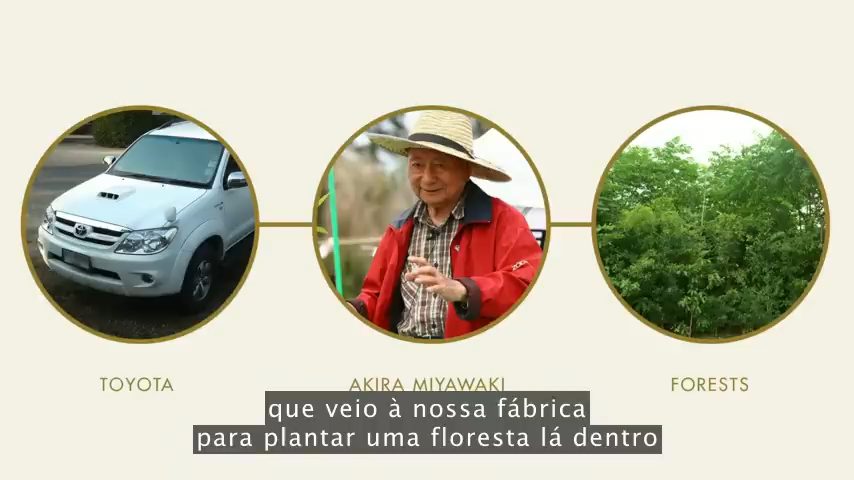 TOYOTA
AKIRA MIYAWAKI
FORESTS
que veio à nossa fábrica
para plantar uma floresta lá dentro